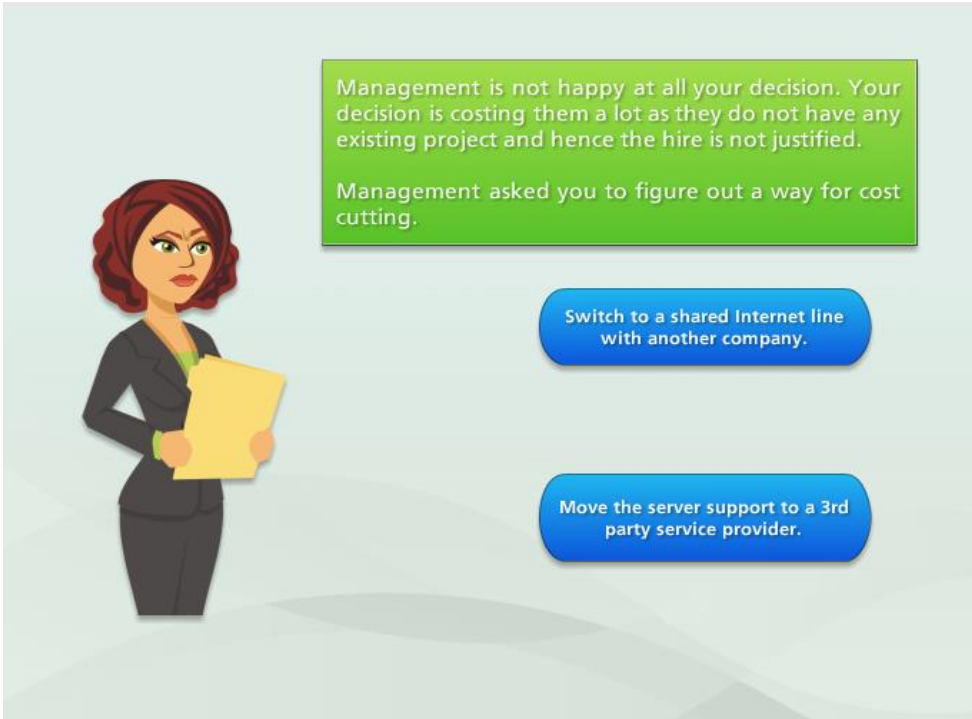 Management is not happy at all your decision. Your
decision is costing them a lot as they do not have any
existing project and hence the hire is not justified.
Management asked you to figure out a way for cost
cutting.
Switch to a shared Internet line
with another company.
Move the server support to a 3rd
party service provider.